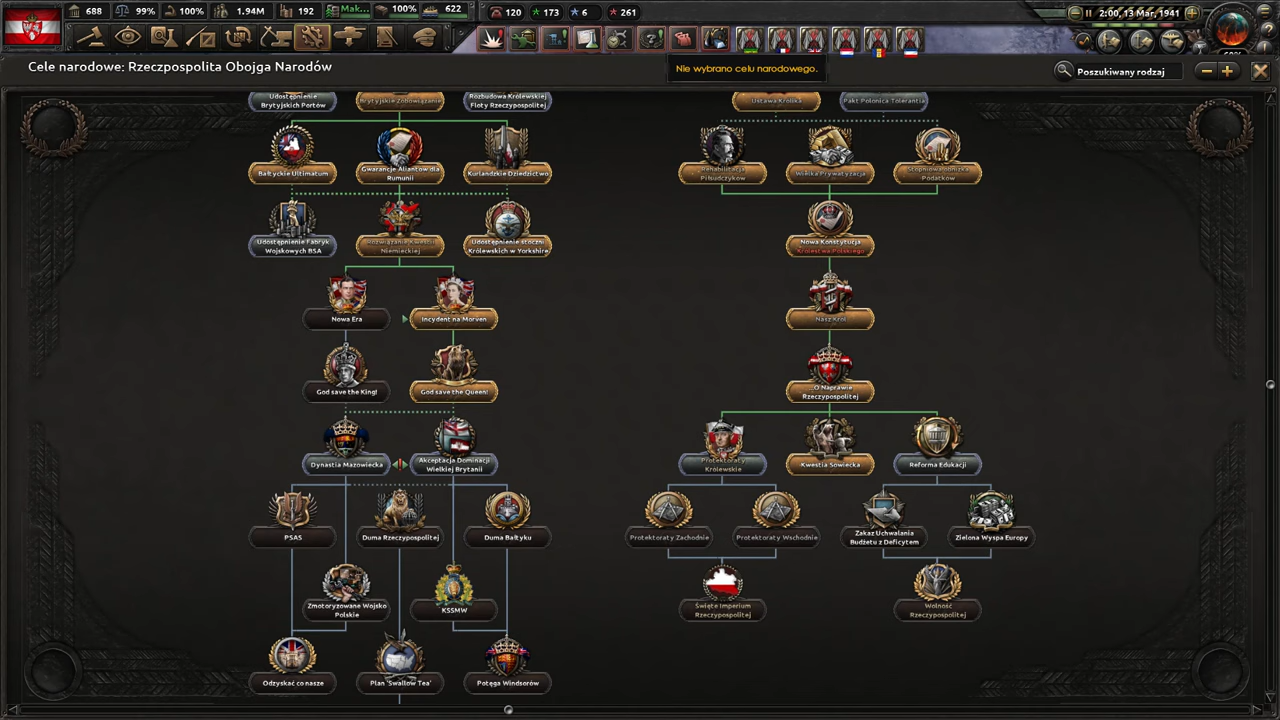 688 99% 100% 1.94M 192 Mak... 100% 622 120 173 6 261 2:00, 13 Mar, 1941
Cele narodowe: Rzeczpospolita Obojga Narodów
Nie wybrano celu narodowego.
Poszukiwany rodzaj
Udostępnienie
Brytyjskich Portów
Brytyjskie Zobowiązanie
Rozbudowa Królewskiej
Floty Rzeczypospolitej
Ustawa Królika
Pakt Polonica Tolerantia
Bałtyckie Ultimatum
Gwarancje Aliantów dla
Rumunii
Kurlandzkie Dziedzictwo
Rehabilitacja
Piłsudczyków
Wielka Prywatyzacja
Stopniowa obniżka
Podatków
Udostępnienie Fabryk
Wojskowych BSA
Rozwiązanie Kwestii
Niemieckiej
Udostępnienie stoczni
Królewskich w Yorkshire
Nowa Konstytucja
Królestwa Polskiego
Nowa Era
Incydent na Morven
Nasz Król
God save the King!
God save the Queen!
O Naprawie
Rzeczypospolitej
Dynastia Mazowiecka
Akceptacja Dominacji
Wielkiej Brytanii
Protektoraty
Królewskie
Kwestia Sowiecka
Reforma Edukacji
PSAS
Duma Rzeczypospolitej
Duma Bałtyku
Protektoraty Zachodnie
Protektoraty Wschodnie
Zakaz Uchwalania
Budżetu z Deficytem
Zielona Wyspa Europy
Zmotoryzowane Wojsko
Polskie
KSSMW
Święte Imperium
Rzeczypospolitej
Wolność
Rzeczypospolitej
Odzyskać co nasze
Plan 'Swallow Tea'
Potęga Windsorów